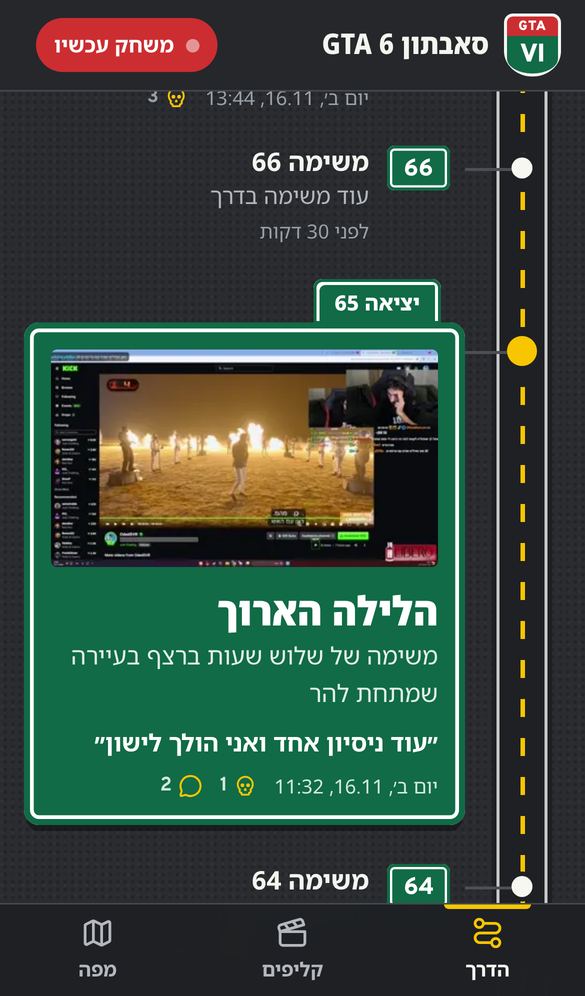 GTA
VI
סאבתון GTA 6
משחק עכשיו
יום ב׳, 16.11, 13:44
3
66
משימה 66
עוד משימה בדרך
לפני 30 דקות
יציאה 65
KICK
LIBERO
הלילה הארוך
משימה של שלוש שעות ברצף בעיירה
שמתחת להר
״עוד ניסיון אחד ואני הולך לישון״
יום ב׳, 16.11, 11:32
1
2
64
משימה 64
הדרך
קליפים
מפה